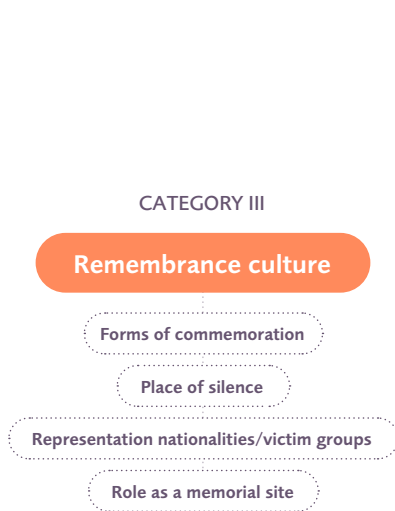 CATEGORY III
Remembrance culture
Forms of commemoration
Place of silence
Representation nationalities/victim groups
Role as a memorial site